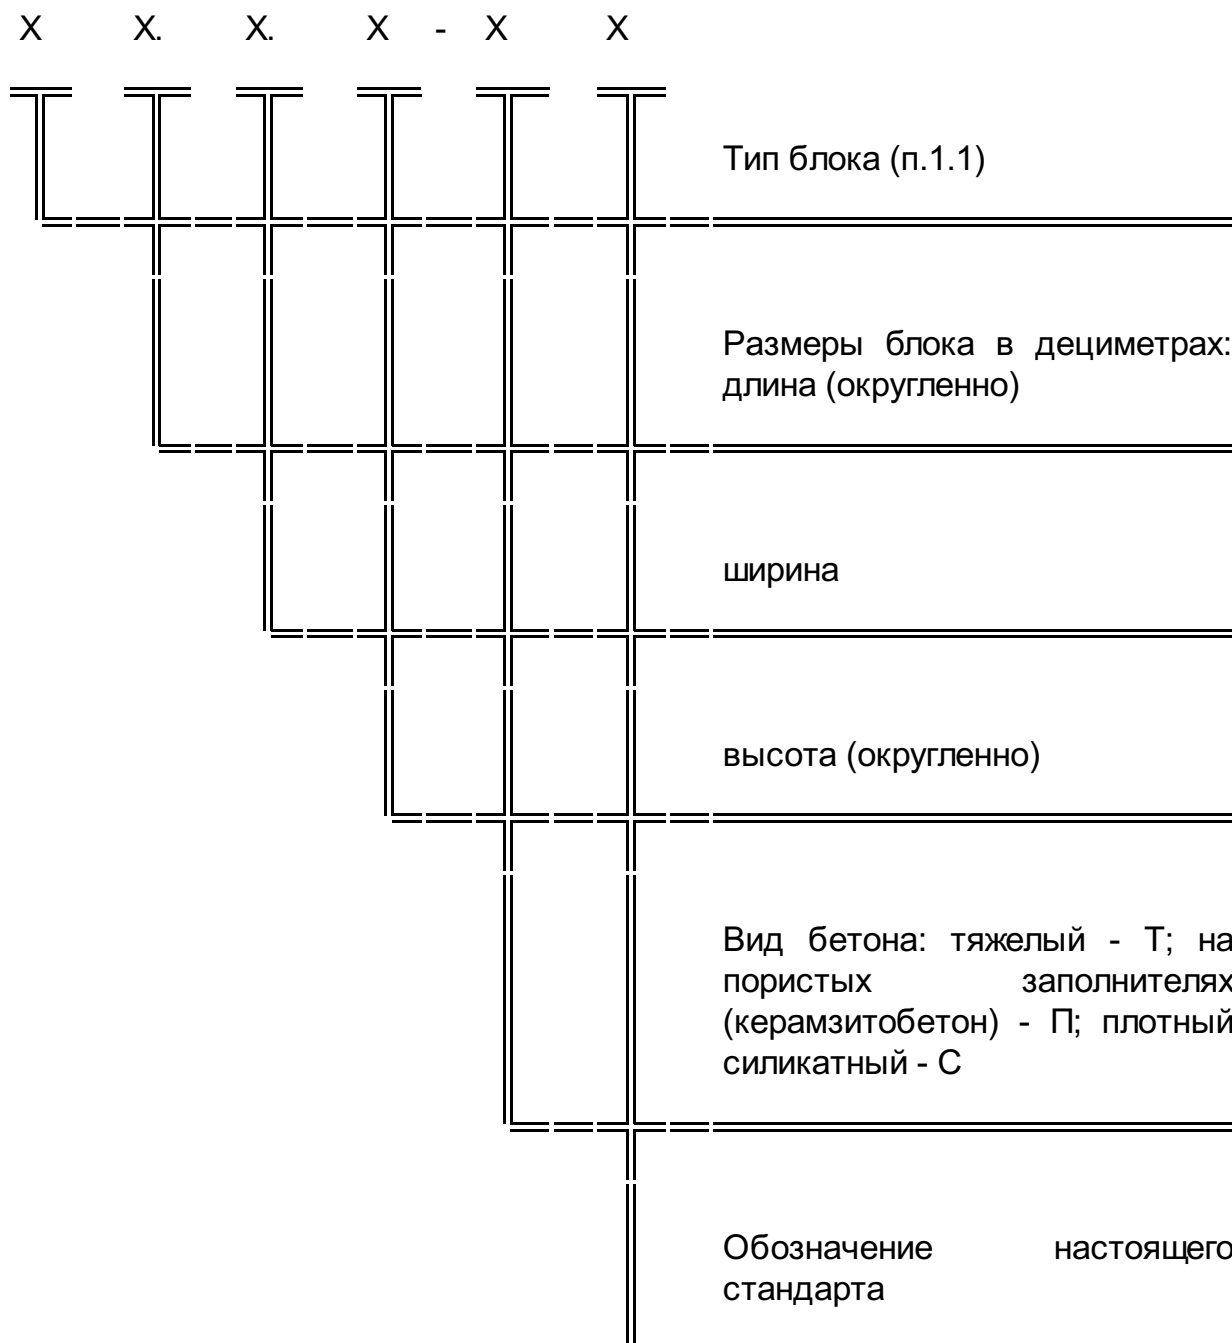 Х Х. Х. Х - Х Х
Тип блока (п.1.1)
Размеры блока в дециметрах:
длина (округленно)
ширина
высота (округленно)
Вид бетона: тяжелый - Т; на
пористых заполнителях
(керамзитобетон) - П; плотный
силикатный - С
Обозначение настоящего
стандарта